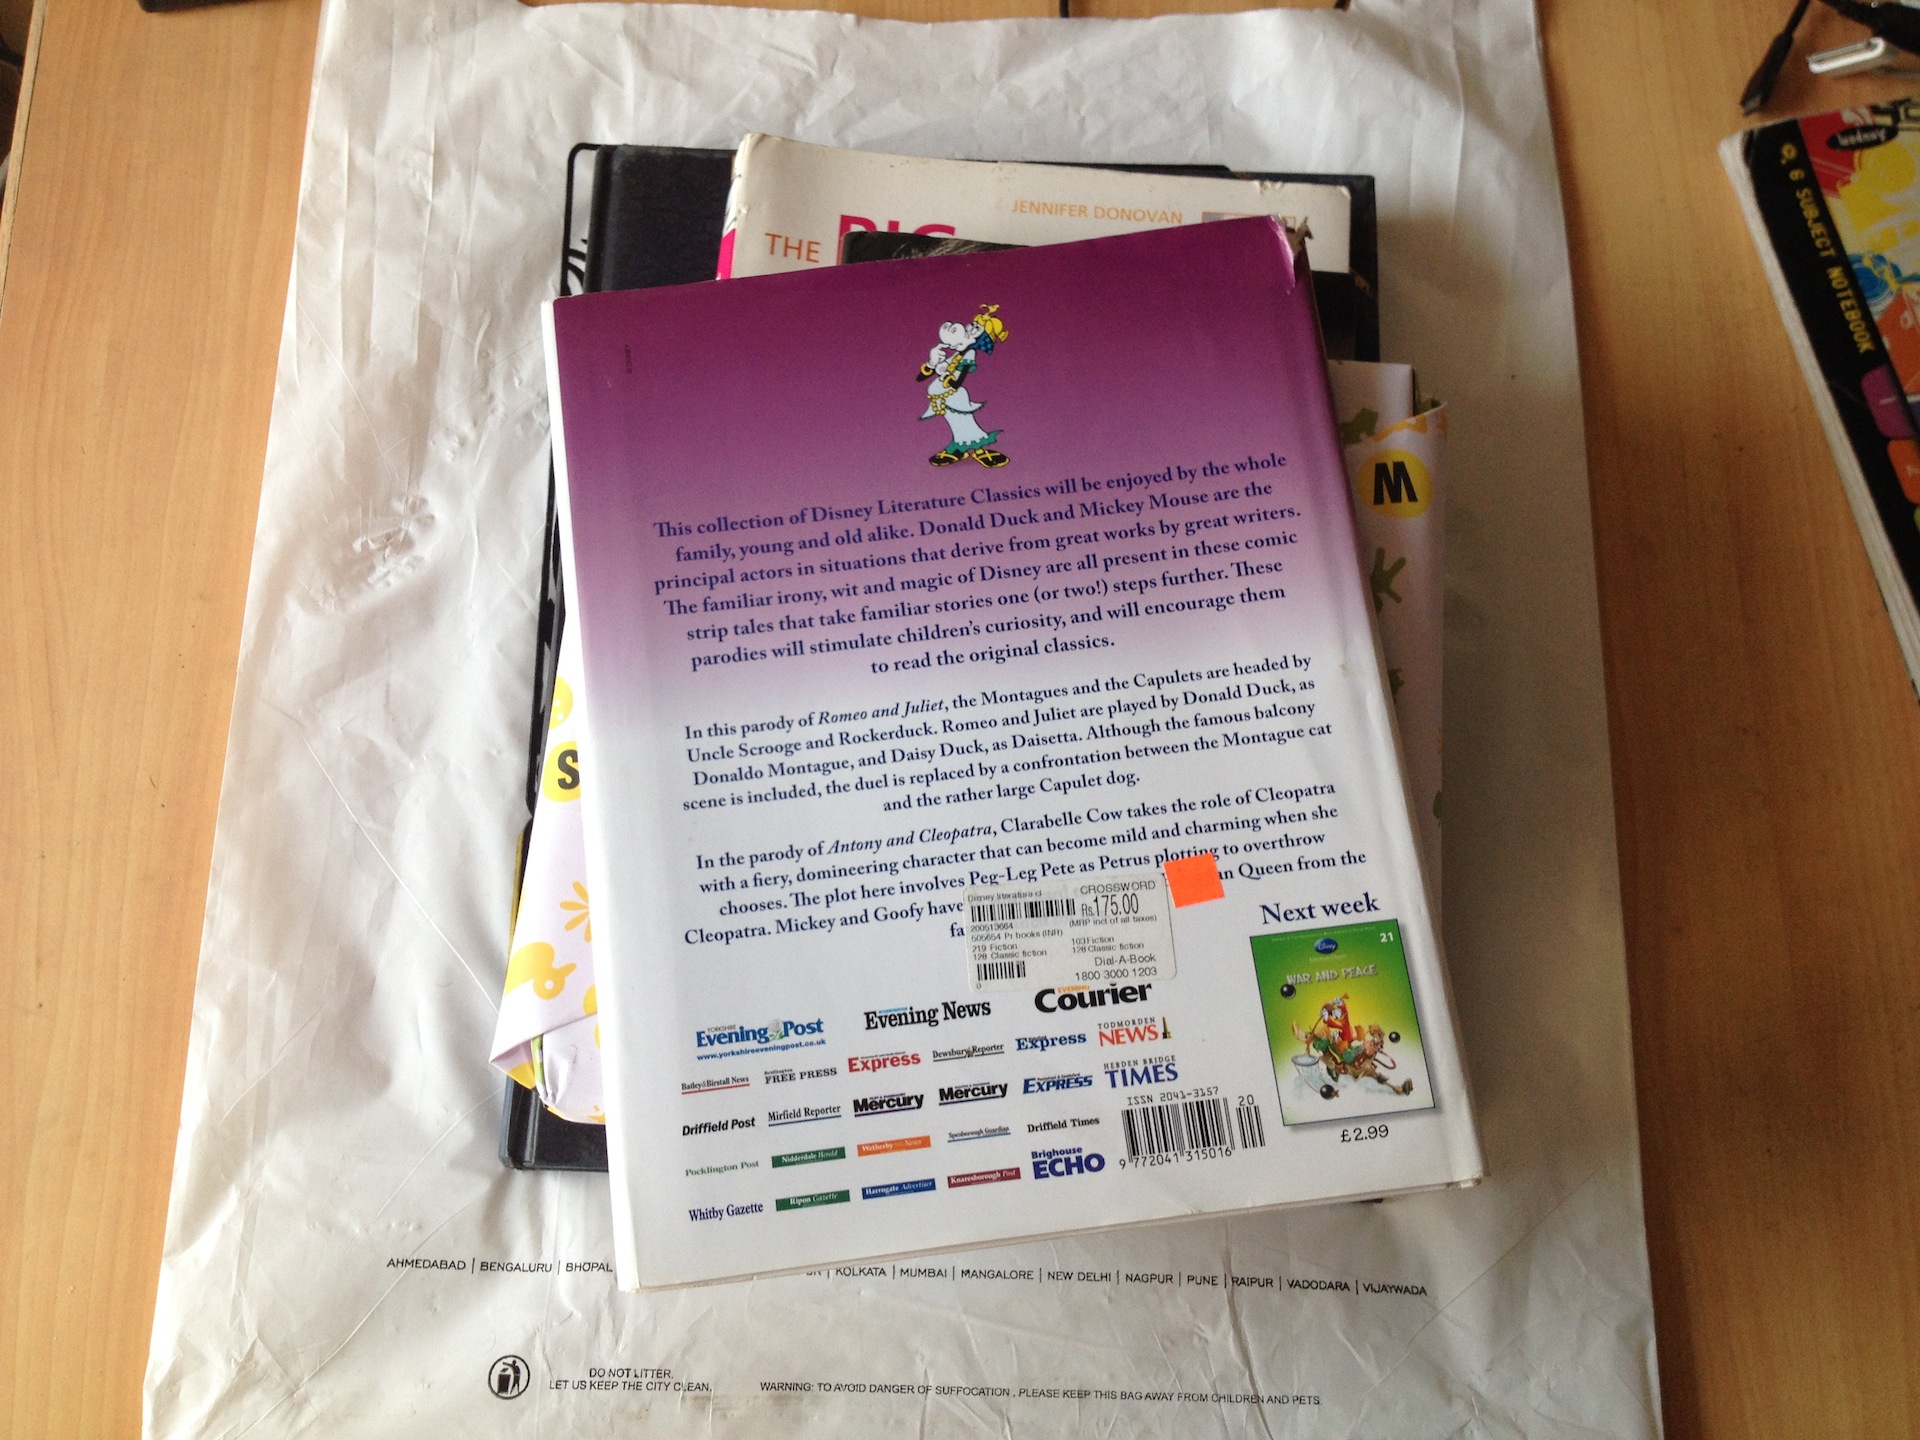 JENNIFER DONOVAN
THE BIG
This collection of Disney Literature Classics will be enjoyed by the whole
family, young and old alike. Donald Duck and Mickey Mouse are the
principal actors in situations that derive from great works by great writers.
The familiar irony, wit and magic of Disney are all present in these comic
strip tales that take familiar stories one (or two!) steps further. These
parodies will stimulate children's curiosity, and will encourage them
to read the original classics.
In this parody of Romeo and Juliet, the Montagues and the Capulets are headed by
Uncle Scrooge and Rockerduck. Romeo and Juliet are played by Donald Duck, as
Donaldo Montague, and Daisy Duck, as Daisetta. Although the famous balcony
scene is included, the duel is replaced by a confrontation between the Montague cat
and the rather large Capulet dog.
In the parody of Antony and Cleopatra, Clarabelle Cow takes the role of Cleopatra
with a fiery, domineering character that can become mild and charming when she
chooses. The plot here involves Peg-Leg Pete as Petrus plotting to overthrow
Cleopatra. Mickey and Goofy have Queen from the
CROSSWORD
Rs.175.00
(MRP incl of all taxes)
200513664
505654 Pr books (INR)
219 Fiction 103 Fiction
128 Classic fiction 128 Classic fiction
Dial-A-Book
1800 3000 1203
0
Next week
21
Disney
WAR AND PEACE
£2.99
YORKSHIRE
Evening Post
www.yorkshireeveningpost.co.uk
Evening News
EVENING
Courier
Batley & Birstall News
FREE PRESS
Express
Dewsbury Reporter
Express
TODMORDEN
NEWS
Driffield Post
Mirfield Reporter
Mercury
Mercury
EXPRESS
HEBDEN BRIDGE
TIMES
Pocklington Post
Nidderdale Herald
Wetherby News
Spenborough Guardian
Driffield Times
Whitby Gazette
Ripon Gazette
Harrogate Advertiser
Knaresborough Post
Brighouse
ECHO
ISSN 2041-3157
20
9 772041 315016
M
S
6 SUBJECT NOTEBOOK
AHMEDABAD | BENGALURU | BHOPAL
KOLKATA | MUMBAI | MANGALORE | NEW DELHI | NAGPUR | PUNE | RAIPUR | VADODARA | VIJAYWADA
DO NOT LITTER.
LET US KEEP THE CITY CLEAN.
WARNING: TO AVOID DANGER OF SUFFOCATION, PLEASE KEEP THIS BAG AWAY FROM CHILDREN AND PETS